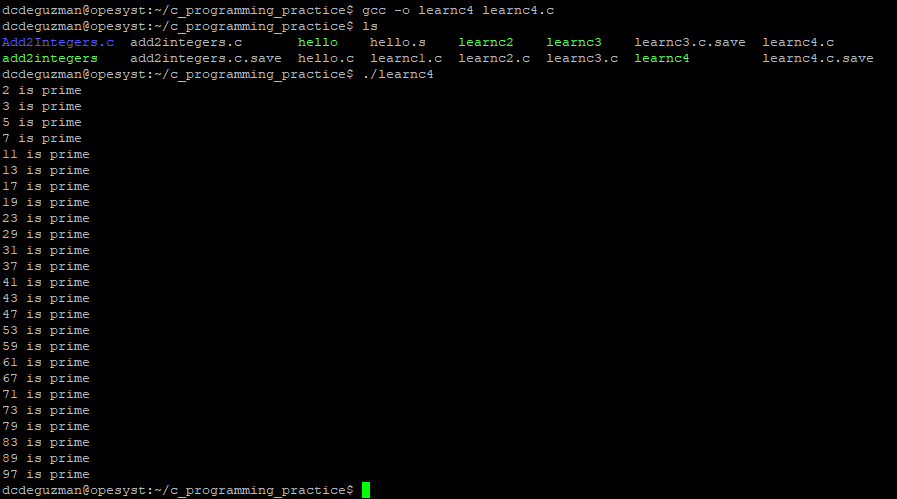 dcdeguzman@opesyst:~/c_programming_practice$ gcc -o learnc4 learnc4.c
dcdeguzman@opesyst:~/c_programming_practice$ ls
Add2Integers.c  add2integers.c       hello    hello.s   learnc2    learnc3    learnc3.c.save  learnc4.c
add2integers    add2integers.c.save  hello.c  learnc1.c  learnc2.c  learnc3.c  learnc4         learnc4.c.save
dcdeguzman@opesyst:~/c_programming_practice$ ./learnc4
2 is prime
3 is prime
5 is prime
7 is prime
11 is prime
13 is prime
17 is prime
19 is prime
23 is prime
29 is prime
31 is prime
37 is prime
41 is prime
43 is prime
47 is prime
53 is prime
59 is prime
61 is prime
67 is prime
71 is prime
73 is prime
79 is prime
83 is prime
89 is prime
97 is prime
dcdeguzman@opesyst:~/c_programming_practice$